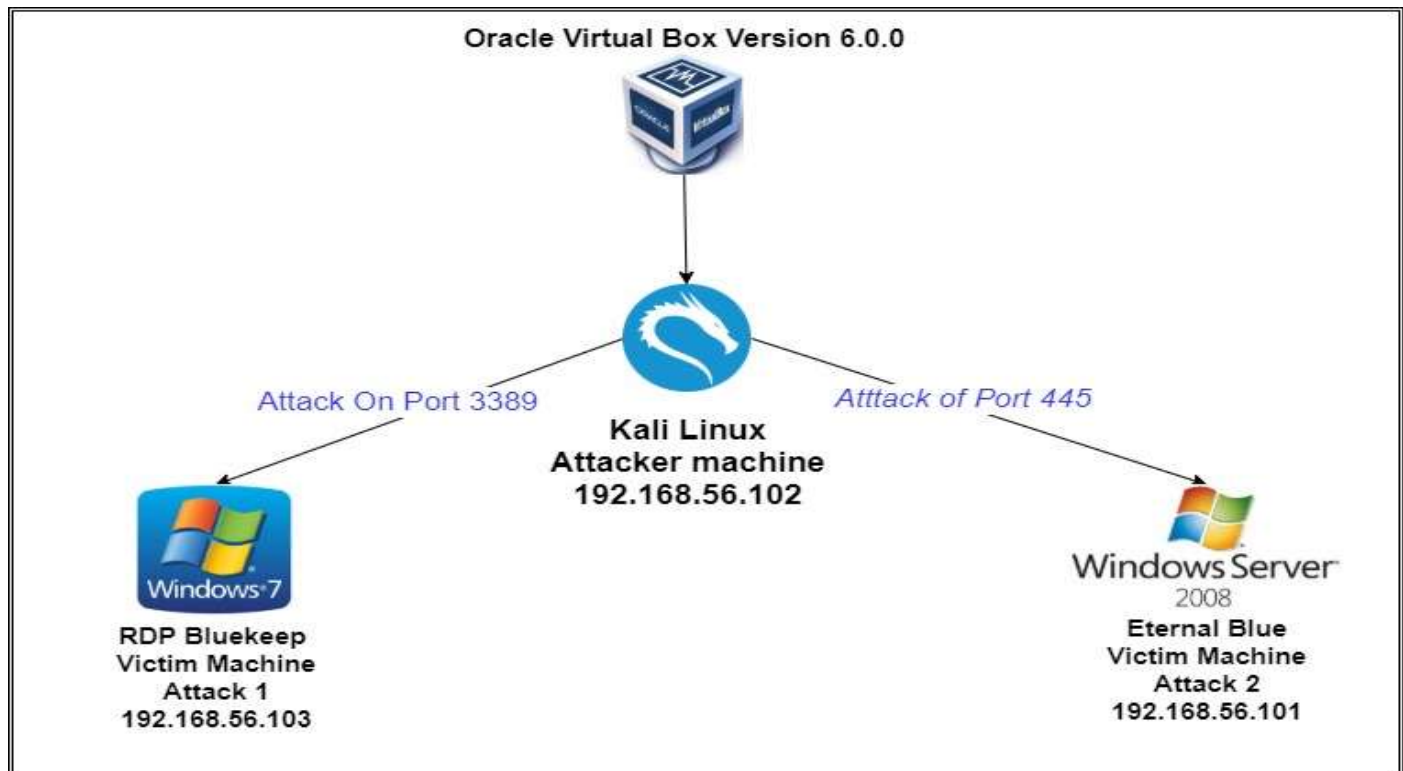 Oracle Virtual Box Version 6.0.0
ORACLE
VirtualBox
Attack On Port 3389
Atttack of Port 445
Kali Linux
Attacker machine
192.168.56.102
Windows 7
RDP Bluekeep
Victim Machine
Attack 1
192.168.56.103
Windows Server
2008
Eternal Blue
Victim Machine
Attack 2
192.168.56.101